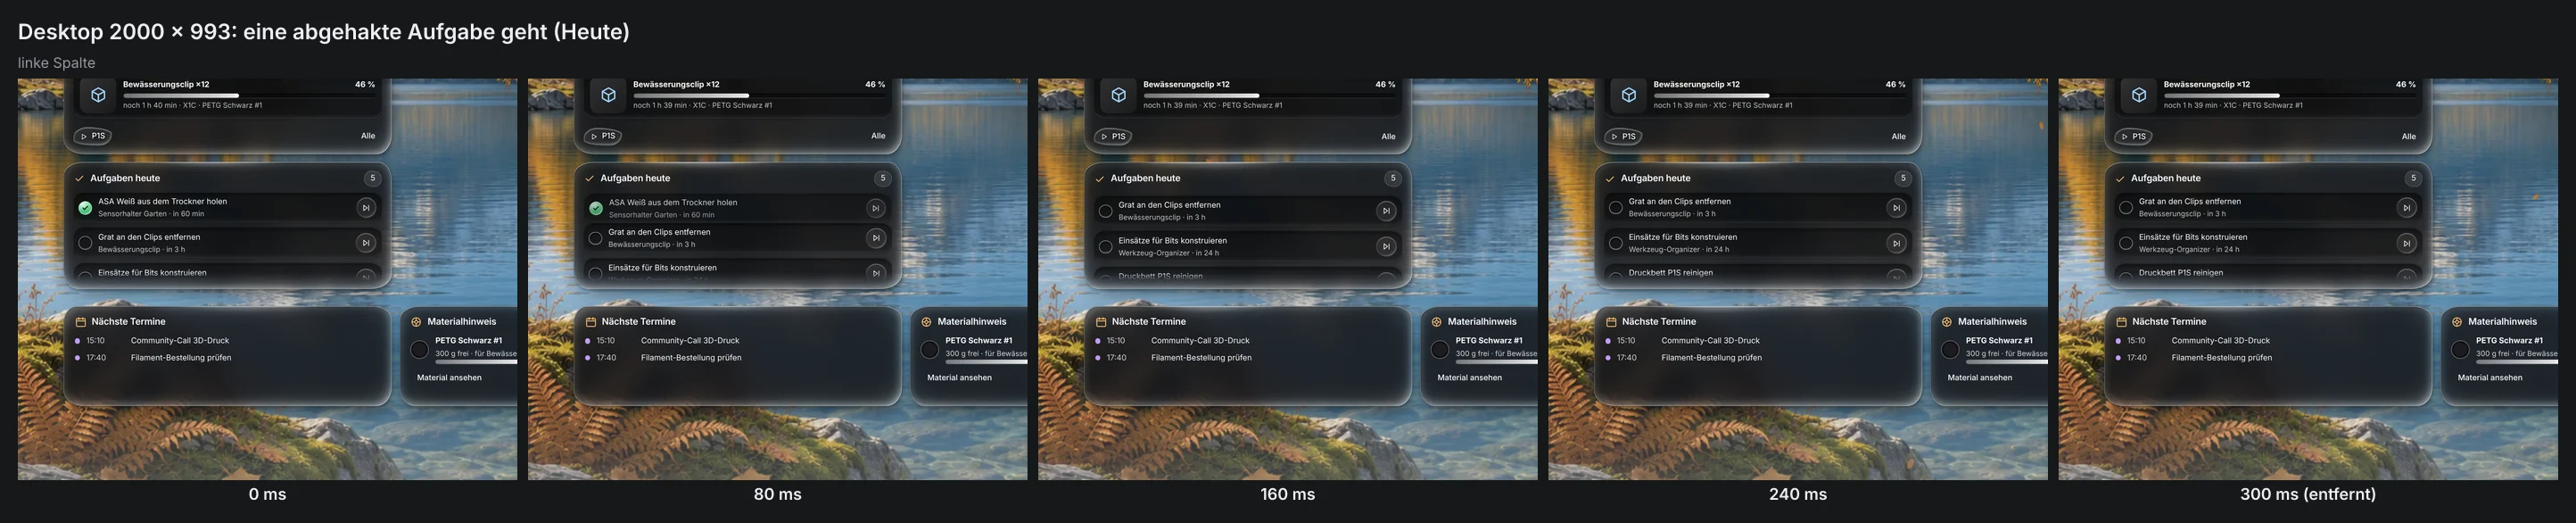 Desktop 2000 × 993: eine abgehakte Aufgabe geht (Heute)
linke Spalte
Bewässerungsclip ×12 46 %
noch 1 h 40 min · X1C · PETG Schwarz #1
P1S Alle
Aufgaben heute 5
ASA Weiß aus dem Trockner holen
Sensorhalter Garten · in 60 min
Grat an den Clips entfernen
Bewässerungsclip · in 3 h
Einsätze für Bits konstruieren
Nächste Termine
15:10 Community-Call 3D-Druck
17:40 Filament-Bestellung prüfen
Materialhinweis
PETG Schwarz #1
300 g frei · für Bewässe
Material ansehen
0 ms
Bewässerungsclip ×12 46 %
noch 1 h 39 min · X1C · PETG Schwarz #1
P1S Alle
Aufgaben heute 5
ASA Weiß aus dem Trockner holen
Sensorhalter Garten · in 60 min
Grat an den Clips entfernen
Bewässerungsclip · in 3 h
Einsätze für Bits konstruieren
Nächste Termine
15:10 Community-Call 3D-Druck
17:40 Filament-Bestellung prüfen
Materialhinweis
PETG Schwarz #1
300 g frei · für Bewässe
Material ansehen
80 ms
Bewässerungsclip ×12 46 %
noch 1 h 39 min · X1C · PETG Schwarz #1
P1S Alle
Aufgaben heute 5
Grat an den Clips entfernen
Bewässerungsclip · in 3 h
Einsätze für Bits konstruieren
Werkzeug-Organizer · in 24 h
Druckbett P1S reinigen
Nächste Termine
15:10 Community-Call 3D-Druck
17:40 Filament-Bestellung prüfen
Materialhinweis
PETG Schwarz #1
300 g frei · für Bewässe
Material ansehen
160 ms
Bewässerungsclip ×12 46 %
noch 1 h 39 min · X1C · PETG Schwarz #1
P1S Alle
Aufgaben heute 5
Grat an den Clips entfernen
Bewässerungsclip · in 3 h
Einsätze für Bits konstruieren
Werkzeug-Organizer · in 24 h
Druckbett P1S reinigen
Nächste Termine
15:10 Community-Call 3D-Druck
17:40 Filament-Bestellung prüfen
Materialhinweis
PETG Schwarz #1
300 g frei · für Bewässe
Material ansehen
240 ms
Bewässerungsclip ×12 46 %
noch 1 h 39 min · X1C · PETG Schwarz #1
P1S Alle
Aufgaben heute 5
Grat an den Clips entfernen
Bewässerungsclip · in 3 h
Einsätze für Bits konstruieren
Werkzeug-Organizer · in 24 h
Druckbett P1S reinigen
Nächste Termine
15:10 Community-Call 3D-Druck
17:40 Filament-Bestellung prüfen
Materialhinweis
PETG Schwarz #1
300 g frei · für Bewässe
Material ansehen
300 ms (entfernt)